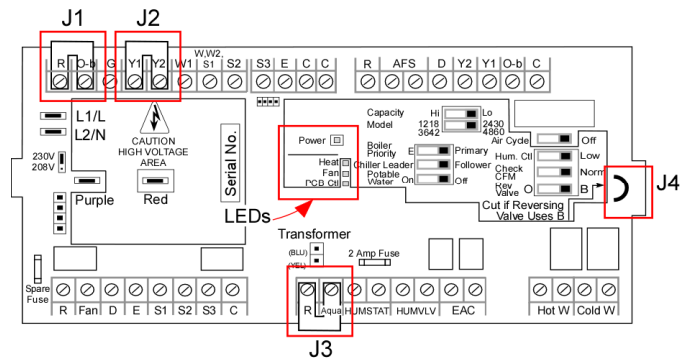 J1 J2
W,W2,
R O-b G Y1 Y2 W1 S1 S2 S3 E C C R AFS D Y2 Y1 O-b C
L1/L
L2/N
230V
208V
Purple
CAUTION
HIGH VOLTAGE
AREA
Red
Serial No.
Power
Heat
Fan
PCB Ctl
LEDs
Capacity Hi Lo
Model 1218 2430
3642 4860
Boiler
Priority E Primary
Chiller Leader Follower
Potable
Water On Off
Air Cycle Off
Hum. Ctl Low
Check
CFM Norm
Rev
Valve O B
Cut if Reversing
Valve Uses B
J4
Transformer
(BLU)
(YEL)
2 Amp Fuse
Spare
Fuse
R Fan D E S1 S2 S3 C R Aqua HUMSTAT HUMVLV EAC Hot W Cold W
J3